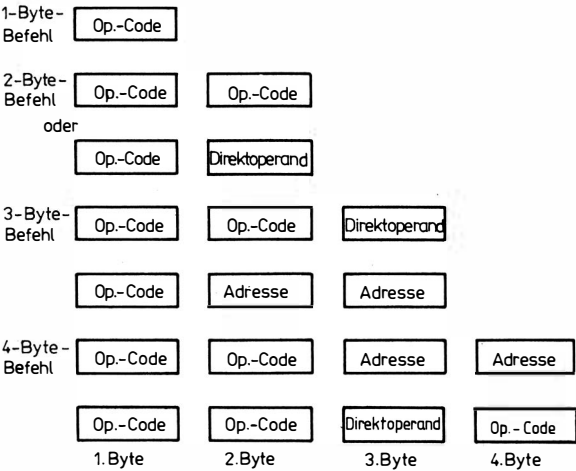 1-Byte-
Befehl Op.-Code
2-Byte-
Befehl Op.-Code Op.-Code
oder
Op.-Code Direktoperand
3-Byte-
Befehl Op.-Code Op.-Code Direktoperand
Op.-Code Adresse Adresse
4-Byte-
Befehl Op.-Code Op.-Code Adresse Adresse
Op.-Code Op.-Code Direktoperand Op.-Code
1.Byte 2.Byte 3.Byte 4.Byte